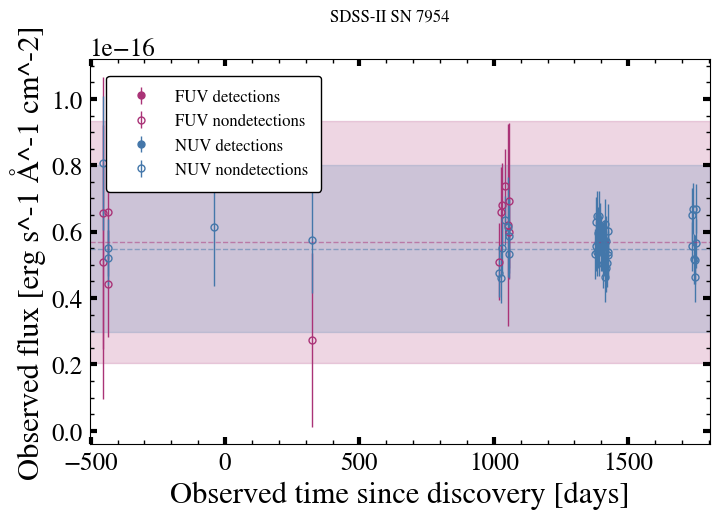 SDSS-II SN 7954
1e−16
FUV detections
FUV nondetections
NUV detections
NUV nondetections
1.0
0.8
0.6
0.4
0.2
0.0
Observed flux [erg s^-1 Å^-1 cm^-2]
−500 0 500 1000 1500
Observed time since discovery [days]